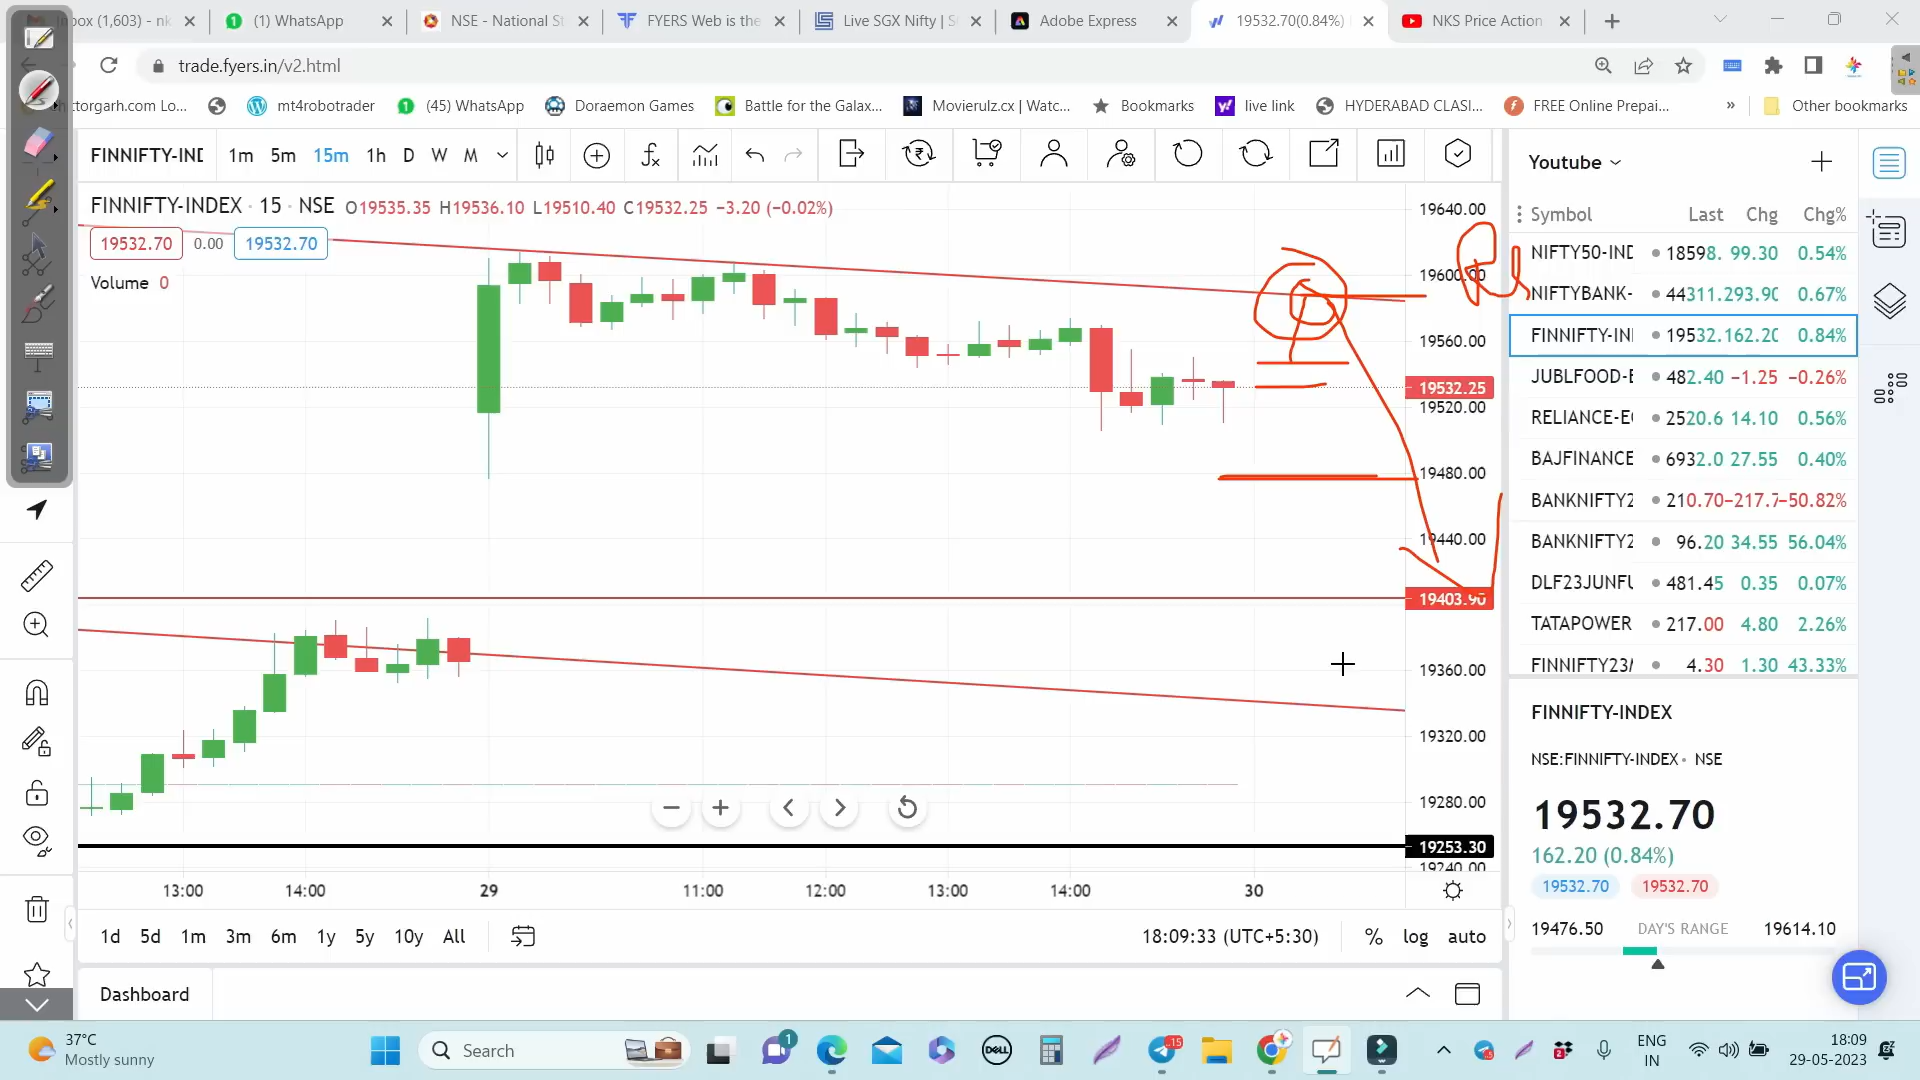 Inbox (1,603) - nk
(1) WhatsApp
NSE - National St
FYERS Web is the
Live SGX Nifty | S
Adobe Express
19532.70(0.84%)
NKS Price Action
trade.fyers.in/v2.html
hittorgarh.com Lo...
mt4robotrader
(45) WhatsApp
Doraemon Games
Battle for the Galax...
Movierulz.cx | Watc...
Bookmarks
live link
HYDERABAD CLASI...
FREE Online Prepai...
»
Other bookmarks
FINNIFTY-IND
1m 5m 15m 1h D W M
Youtube
FINNIFTY-INDEX · 15 · NSE O19535.35 H19536.10 L19510.40 C19532.25 −3.20 (−0.02%)
19532.70 0.00 19532.70
Volume 0
19640.00
19600.00
19560.00
19532.25
19520.00
19480.00
19440.00
19403.90
19360.00
19320.00
19280.00
19253.30
19240.00
13:00 14:00 29 11:00 12:00 13:00 14:00 30
1d 5d 1m 3m 6m 1y 5y 10y All
18:09:33 (UTC+5:30) % log auto
Dashboard
Symbol Last Chg Chg%
NIFTY50-IND 18598. 99.30 0.54%
NIFTYBANK- 44311.293.90 0.67%
FINNIFTY-INI 19532.162.20 0.84%
JUBLFOOD-E 482.40 −1.25 −0.26%
RELIANCE-EQ 2520.6 14.10 0.56%
BAJFINANCE 6932.0 27.55 0.40%
BANKNIFTY2 210.70−217.7−50.82%
BANKNIFTY2 96.20 34.55 56.04%
DLF23JUNFU 481.45 0.35 0.07%
TATAPOWER 217.00 4.80 2.26%
FINNIFTY23M 4.30 1.30 43.33%
FINNIFTY-INDEX
NSE:FINNIFTY-INDEX • NSE
19532.70
162.20 (0.84%)
19532.70 19532.70
19476.50 DAY'S RANGE 19614.10
37°C
Mostly sunny
Search
1
DELL
15
ENG
IN
18:09
29-05-2023